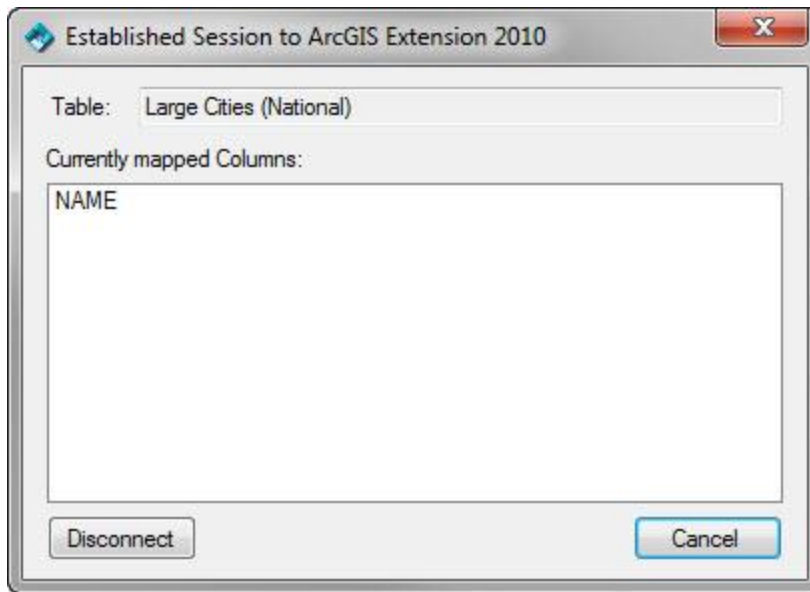 Established Session to ArcGIS Extension 2010
Table: Large Cities (National)
Currently mapped Columns:
NAME
Disconnect Cancel